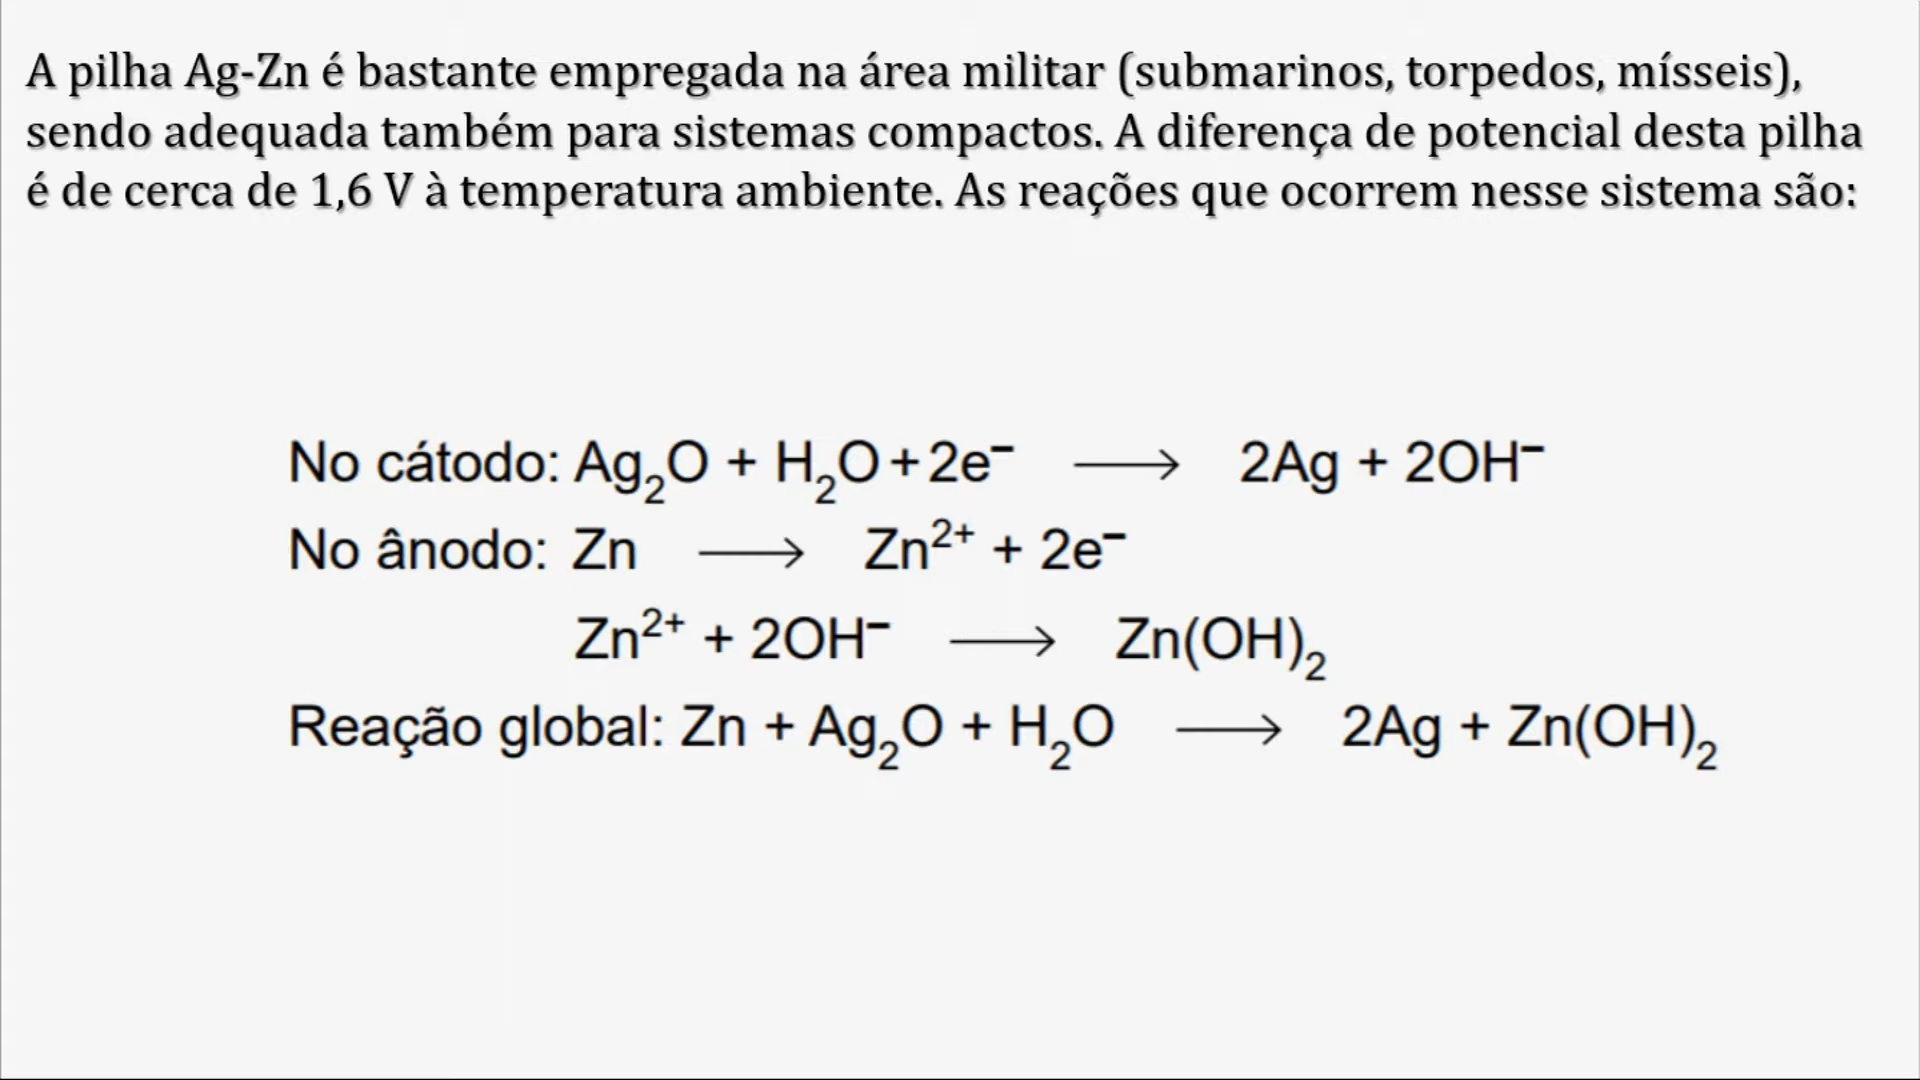 A pilha Ag-Zn é bastante empregada na área militar (submarinos, torpedos, mísseis),
sendo adequada também para sistemas compactos. A diferença de potencial desta pilha
é de cerca de 1,6 V à temperatura ambiente. As reações que ocorrem nesse sistema são:
No cátodo: Ag₂O + H₂O + 2e⁻ ⟶ 2Ag + 2OH⁻
No ânodo: Zn ⟶ Zn²⁺ + 2e⁻
Zn²⁺ + 2OH⁻ ⟶ Zn(OH)₂
Reação global: Zn + Ag₂O + H₂O ⟶ 2Ag + Zn(OH)₂